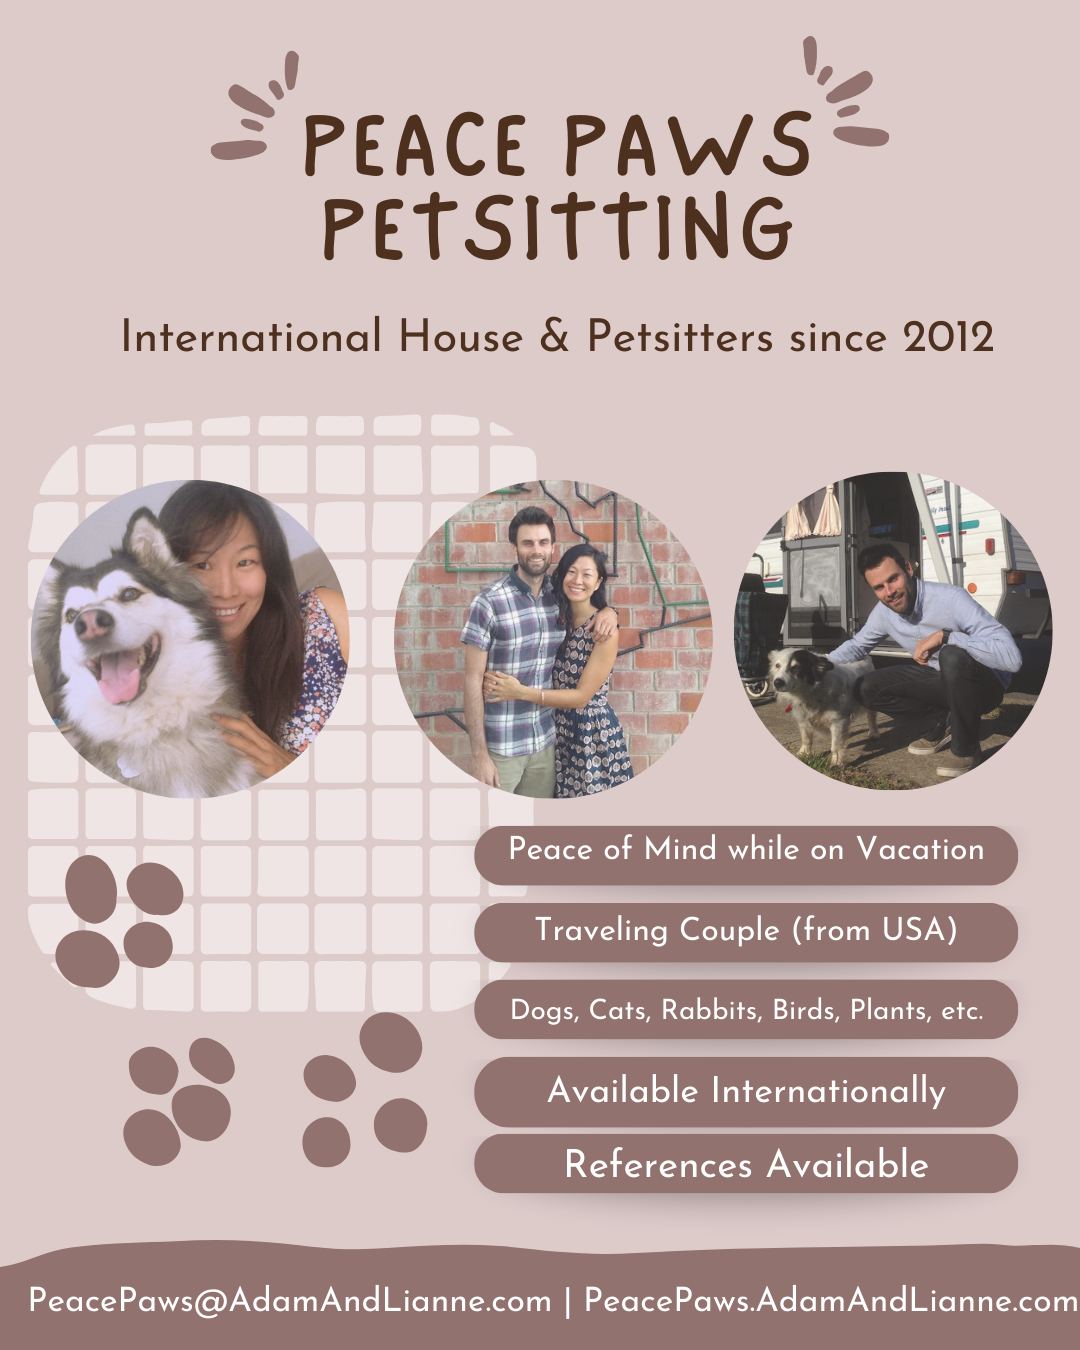 PEACE PAWS
PETSITTING
International House & Petsitters since 2012
Peace of Mind while on Vacation
Traveling Couple (from USA)
Dogs, Cats, Rabbits, Birds, Plants, etc.
Available Internationally
References Available
PeacePaws@AdamAndLianne.com | PeacePaws.AdamAndLianne.com